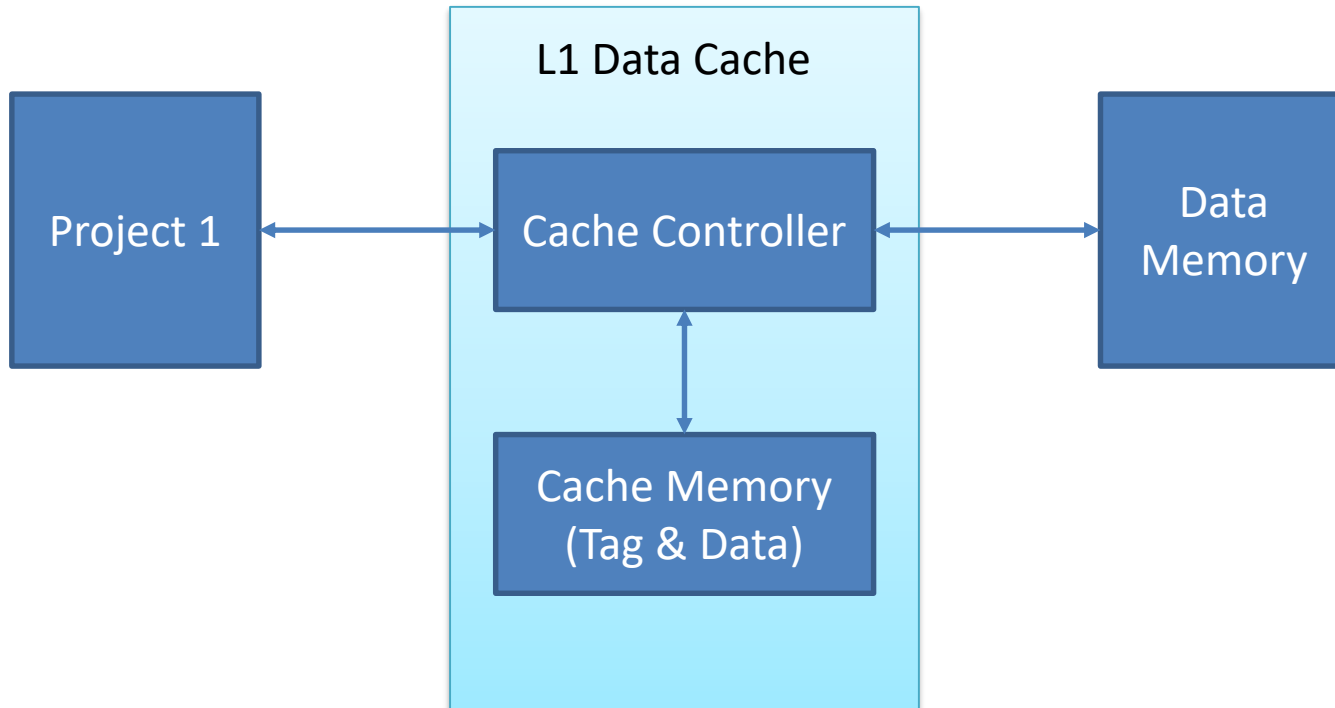 L1 Data Cache
Project 1
Cache Controller
Data
Memory
Cache Memory
(Tag & Data)